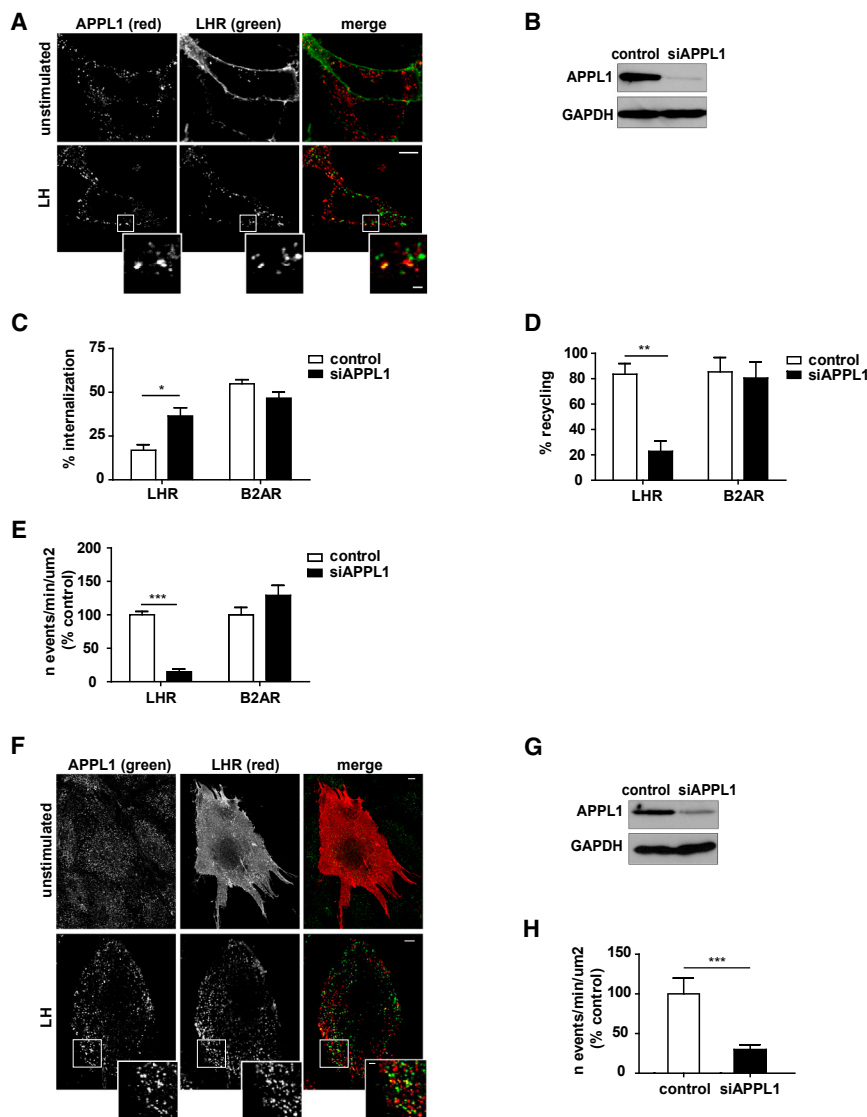 A
APPL1 (red) LHR (green) merge
unstimulated
LH
B
control siAPPL1
APPL1
GAPDH
C
% internalization
75
50
25
0
*
LHR B2AR
control
siAPPL1
D
% recycling
100
80
60
40
20
0
**
LHR B2AR
control
siAPPL1
E
n events/min/um2
(% control)
200
150
100
50
0
***
LHR B2AR
control
siAPPL1
F
APPL1 (green) LHR (red) merge
unstimulated
LH
G
control siAPPL1
APPL1
GAPDH
H
n events/min/um2
(% control)
150
100
50
0
***
control siAPPL1